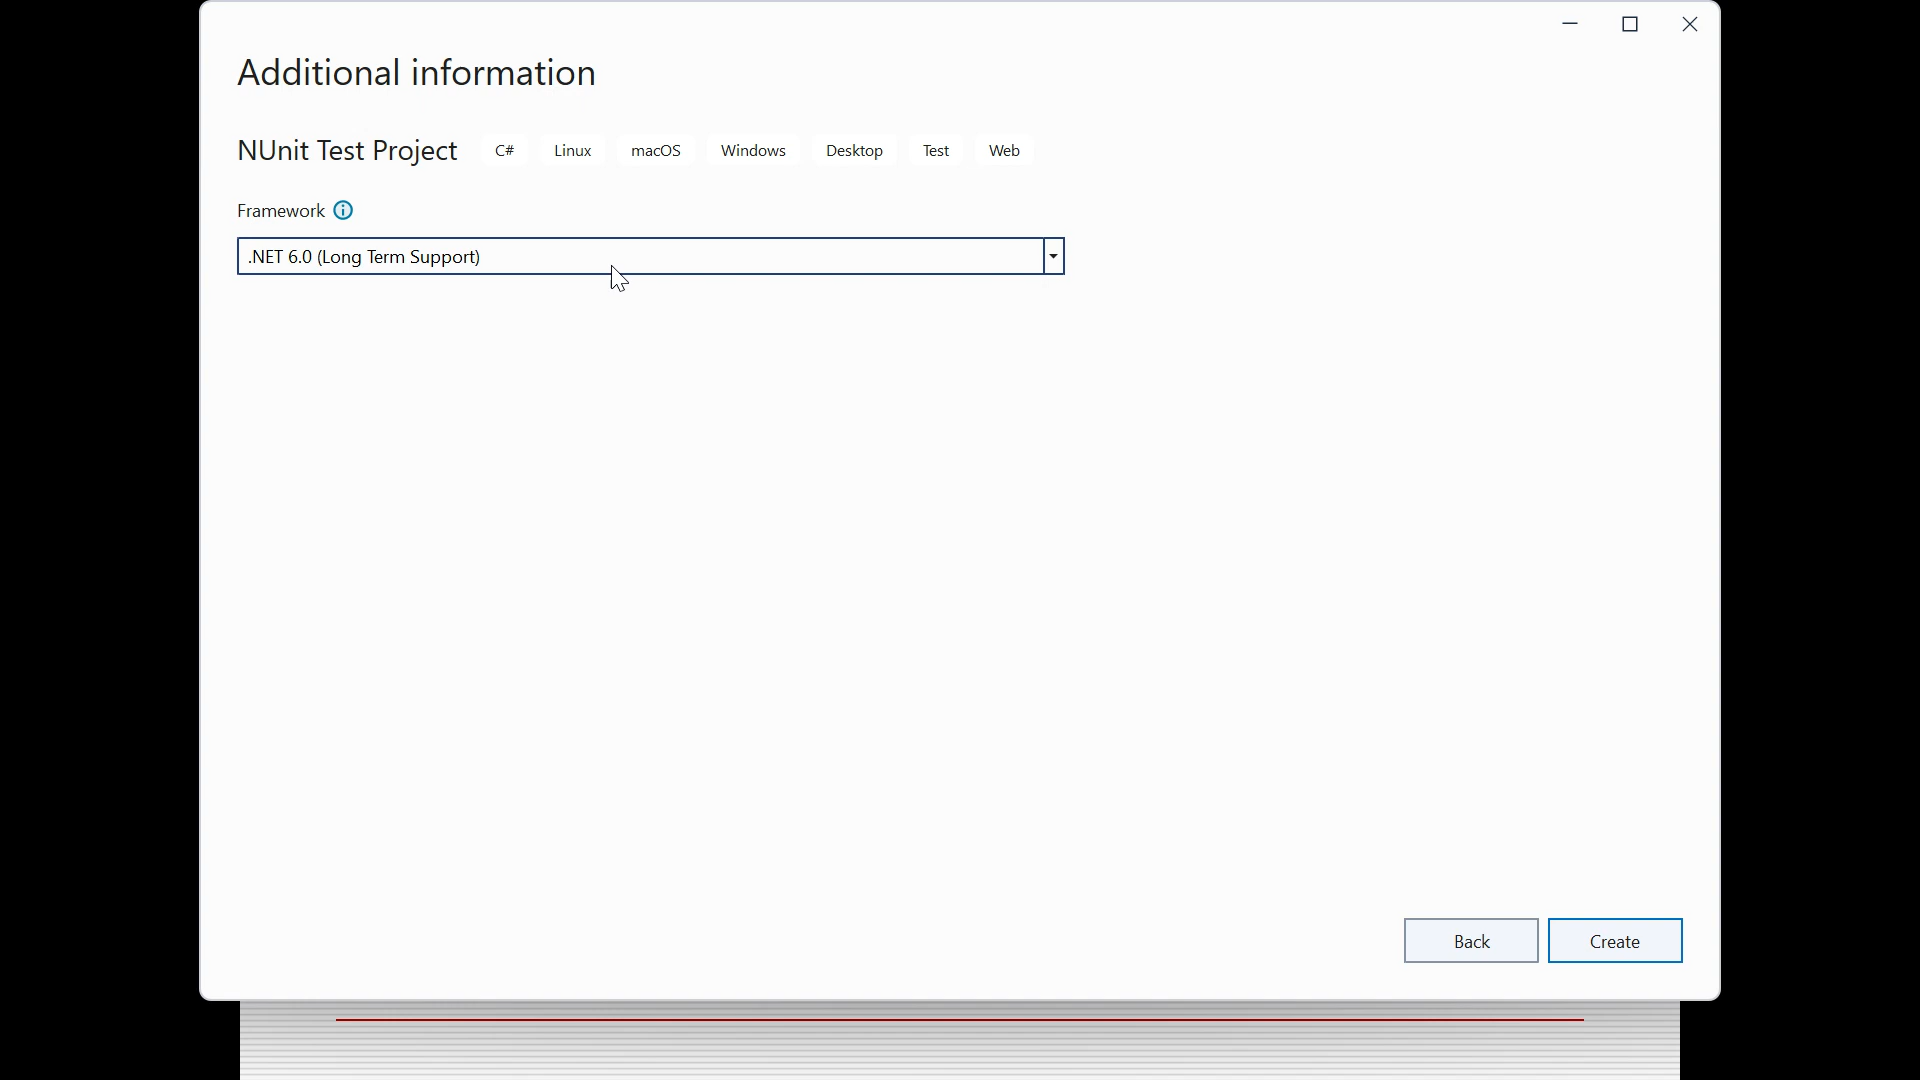 Additional information
NUnit Test Project C# Linux macOS Windows Desktop Test Web
Framework
.NET 6.0 (Long Term Support)
Back Create